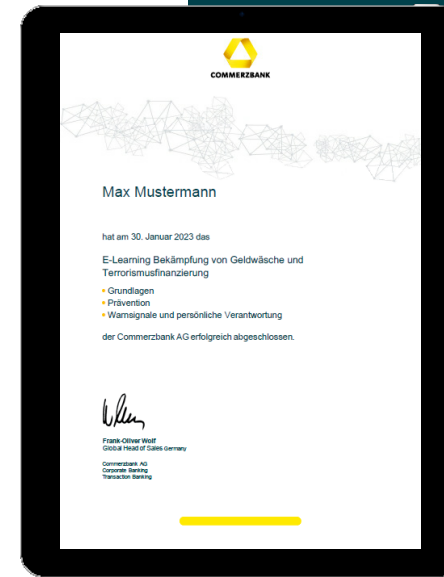 COMMERZBANK
Max Mustermann
hat am 30. Januar 2023 das
E-Learning Bekämpfung von Geldwäsche und
Terrorismusfinanzierung
• Grundlagen
• Prävention
• Warnsignale und persönliche Verantwortung
der Commerzbank AG erfolgreich abgeschlossen.
Frank-Oliver Wolf
Global Head of Sales Germany
Commerzbank AG
Corporate Banking
Transaction Banking